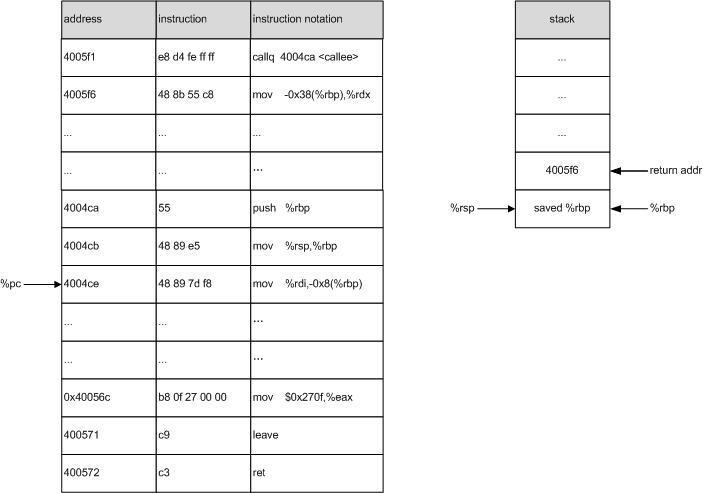 address instruction instruction notation stack
4005f1 e8 d4 fe ff ff callq 4004ca <callee> ...
4005f6 48 8b 55 c8 mov -0x38(%rbp),%rdx ...
... ... ... ...
... ... ... 4005f6 return addr
4004ca 55 push %rbp %rsp saved %rbp %rbp
4004cb 48 89 e5 mov %rsp,%rbp
%pc 4004ce 48 89 7d f8 mov %rdi,-0x8(%rbp)
... ... ...
... ... ...
0x40056c b8 0f 27 00 00 mov $0x270f,%eax
400571 c9 leave
400572 c3 ret